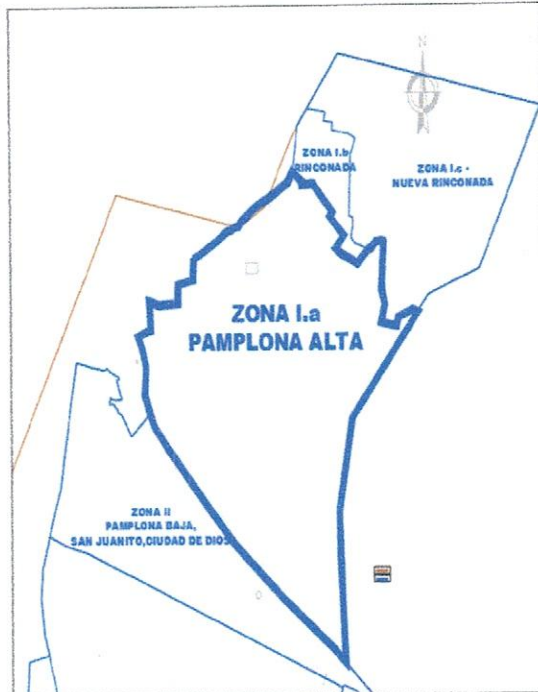 N
ZONA I.b
RINCONADA
ZONA I.c -
NUEVA RINCONADA
ZONA I.a
PAMPLONA ALTA
ZONA II
PAMPLONA BAJA,
SAN JUANITO,CIUDAD DE DIOS